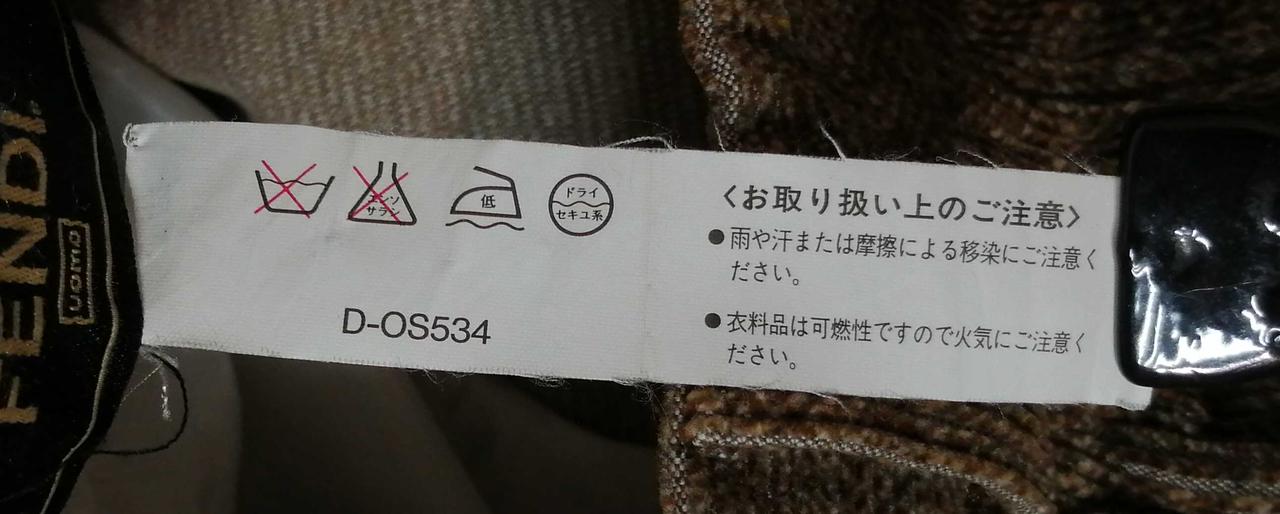 FENDI
uomo
エンソ
サラシ
低
ドライ
セキユ系
D-OS534
〈お取り扱い上のご注意〉
●雨や汗または摩擦による移染にご注意く
ださい。
●衣料品は可燃性ですので火気にご注意く
ださい。